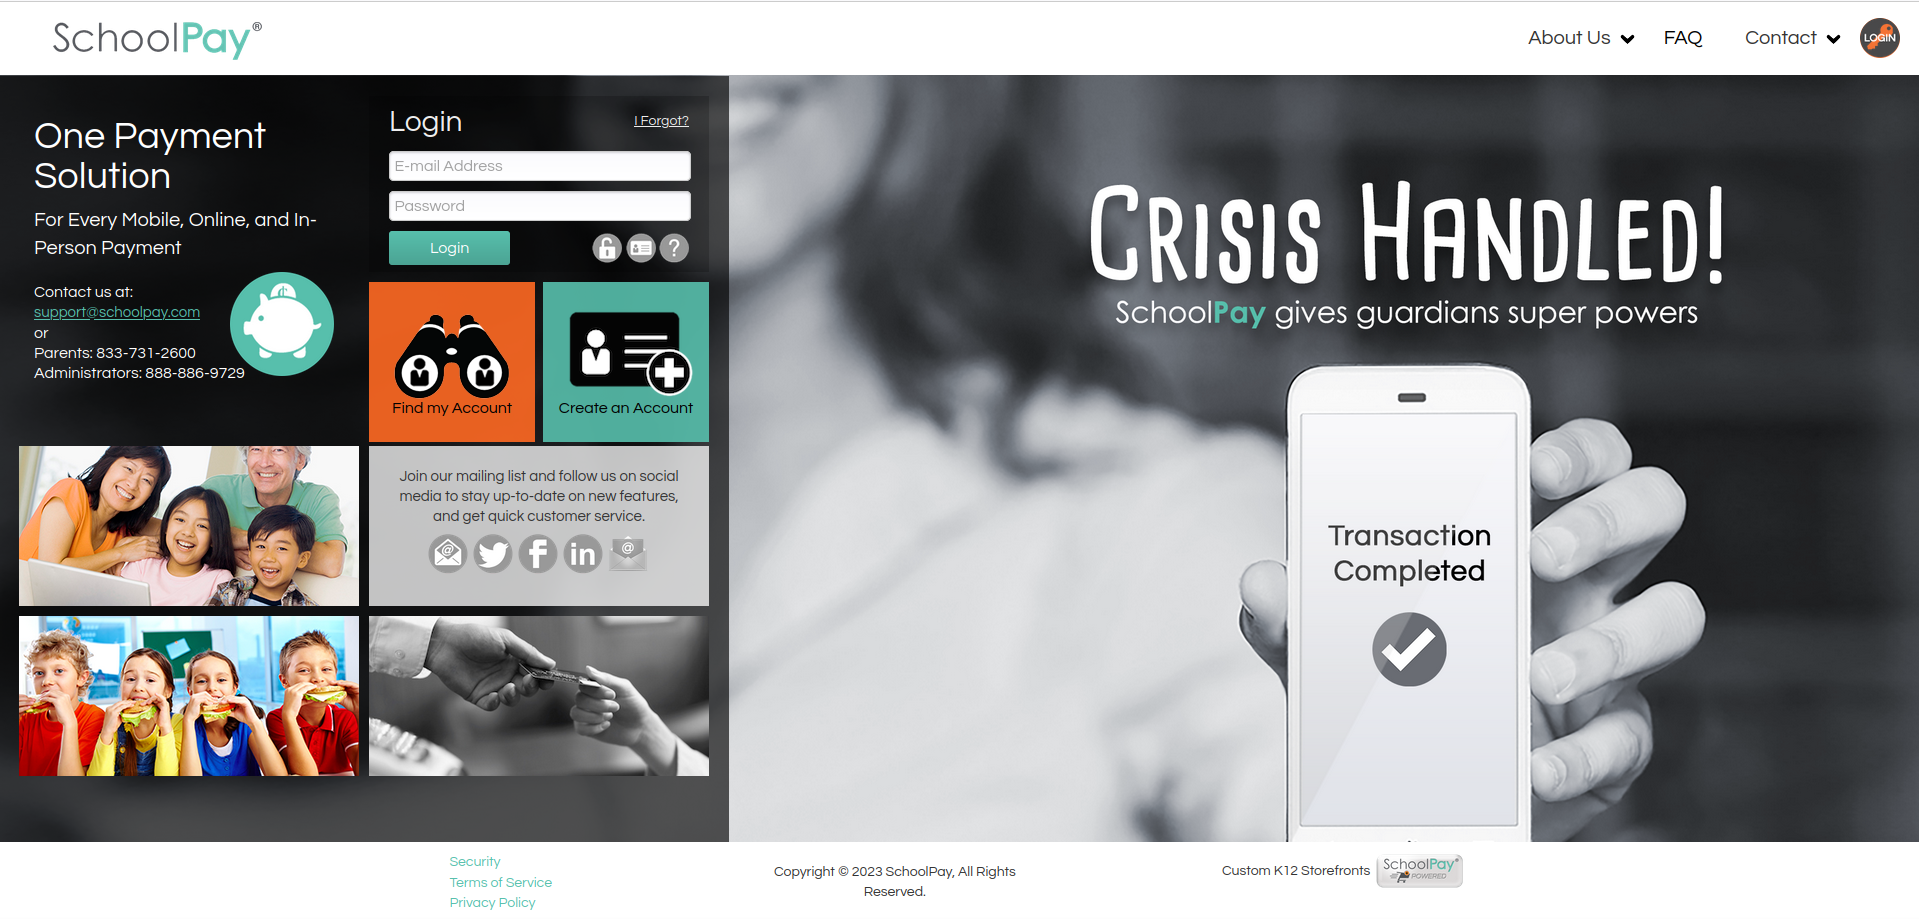 SchoolPay®
About Us
FAQ
Contact
LOGIN
One Payment
Solution
For Every Mobile, Online, and In-
Person Payment
Contact us at:
support@schoolpay.com
or
Parents: 833-731-2600
Administrators: 888-886-9729
Login
I Forgot?
E-mail Address
Password
Login
?
Find my Account
Create an Account
Join our mailing list and follow us on social
media to stay up-to-date on new features,
and get quick customer service.
@ f in @
CRISIS HANDLED!
SchoolPay gives guardians super powers
Transaction
Completed
Security
Terms of Service
Privacy Policy
Copyright © 2023 SchoolPay, All Rights
Reserved.
Custom K12 Storefronts
SchoolPay®
POWERED